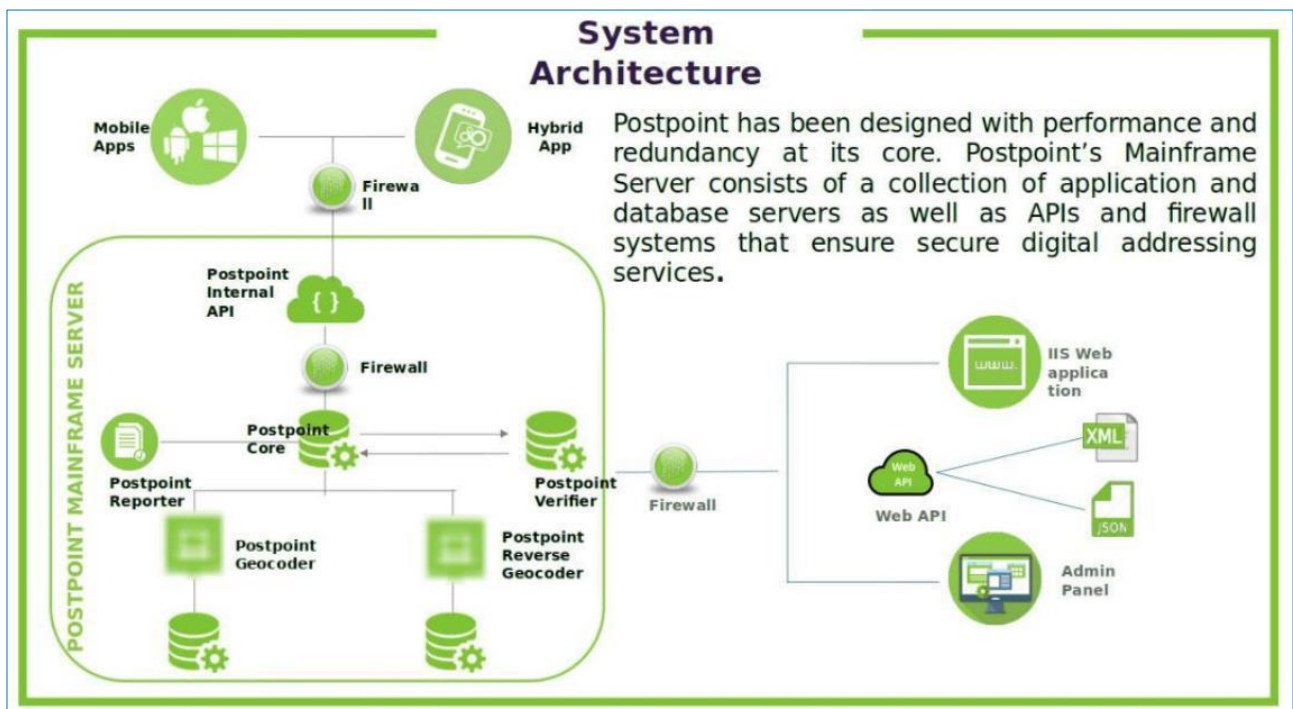 System
Architecture
Mobile
Apps
Hybrid
App
Firewa
ll
Postpoint has been designed with performance and
redundancy at its core. Postpoint’s Mainframe
Server consists of a collection of application and
database servers as well as APIs and firewall
systems that ensure secure digital addressing
services.
POSTPOINT MAINFRAME SERVER
Postpoint
Internal
API
{ }
Firewall
Postpoint
Core
Postpoint
Reporter
Postpoint
Verifier
Postpoint
Geocoder
Postpoint
Reverse
Geocoder
Firewall
www.
IIS Web
applica
tion
Web
API
Web API
XML
JSON
Admin
Panel